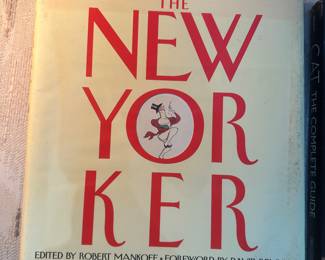 THE
NEW
YOR
KER
EDITED BY ROBERT MANKOFF • FOREWORD BY
CAT THE COMPLETE GUIDE